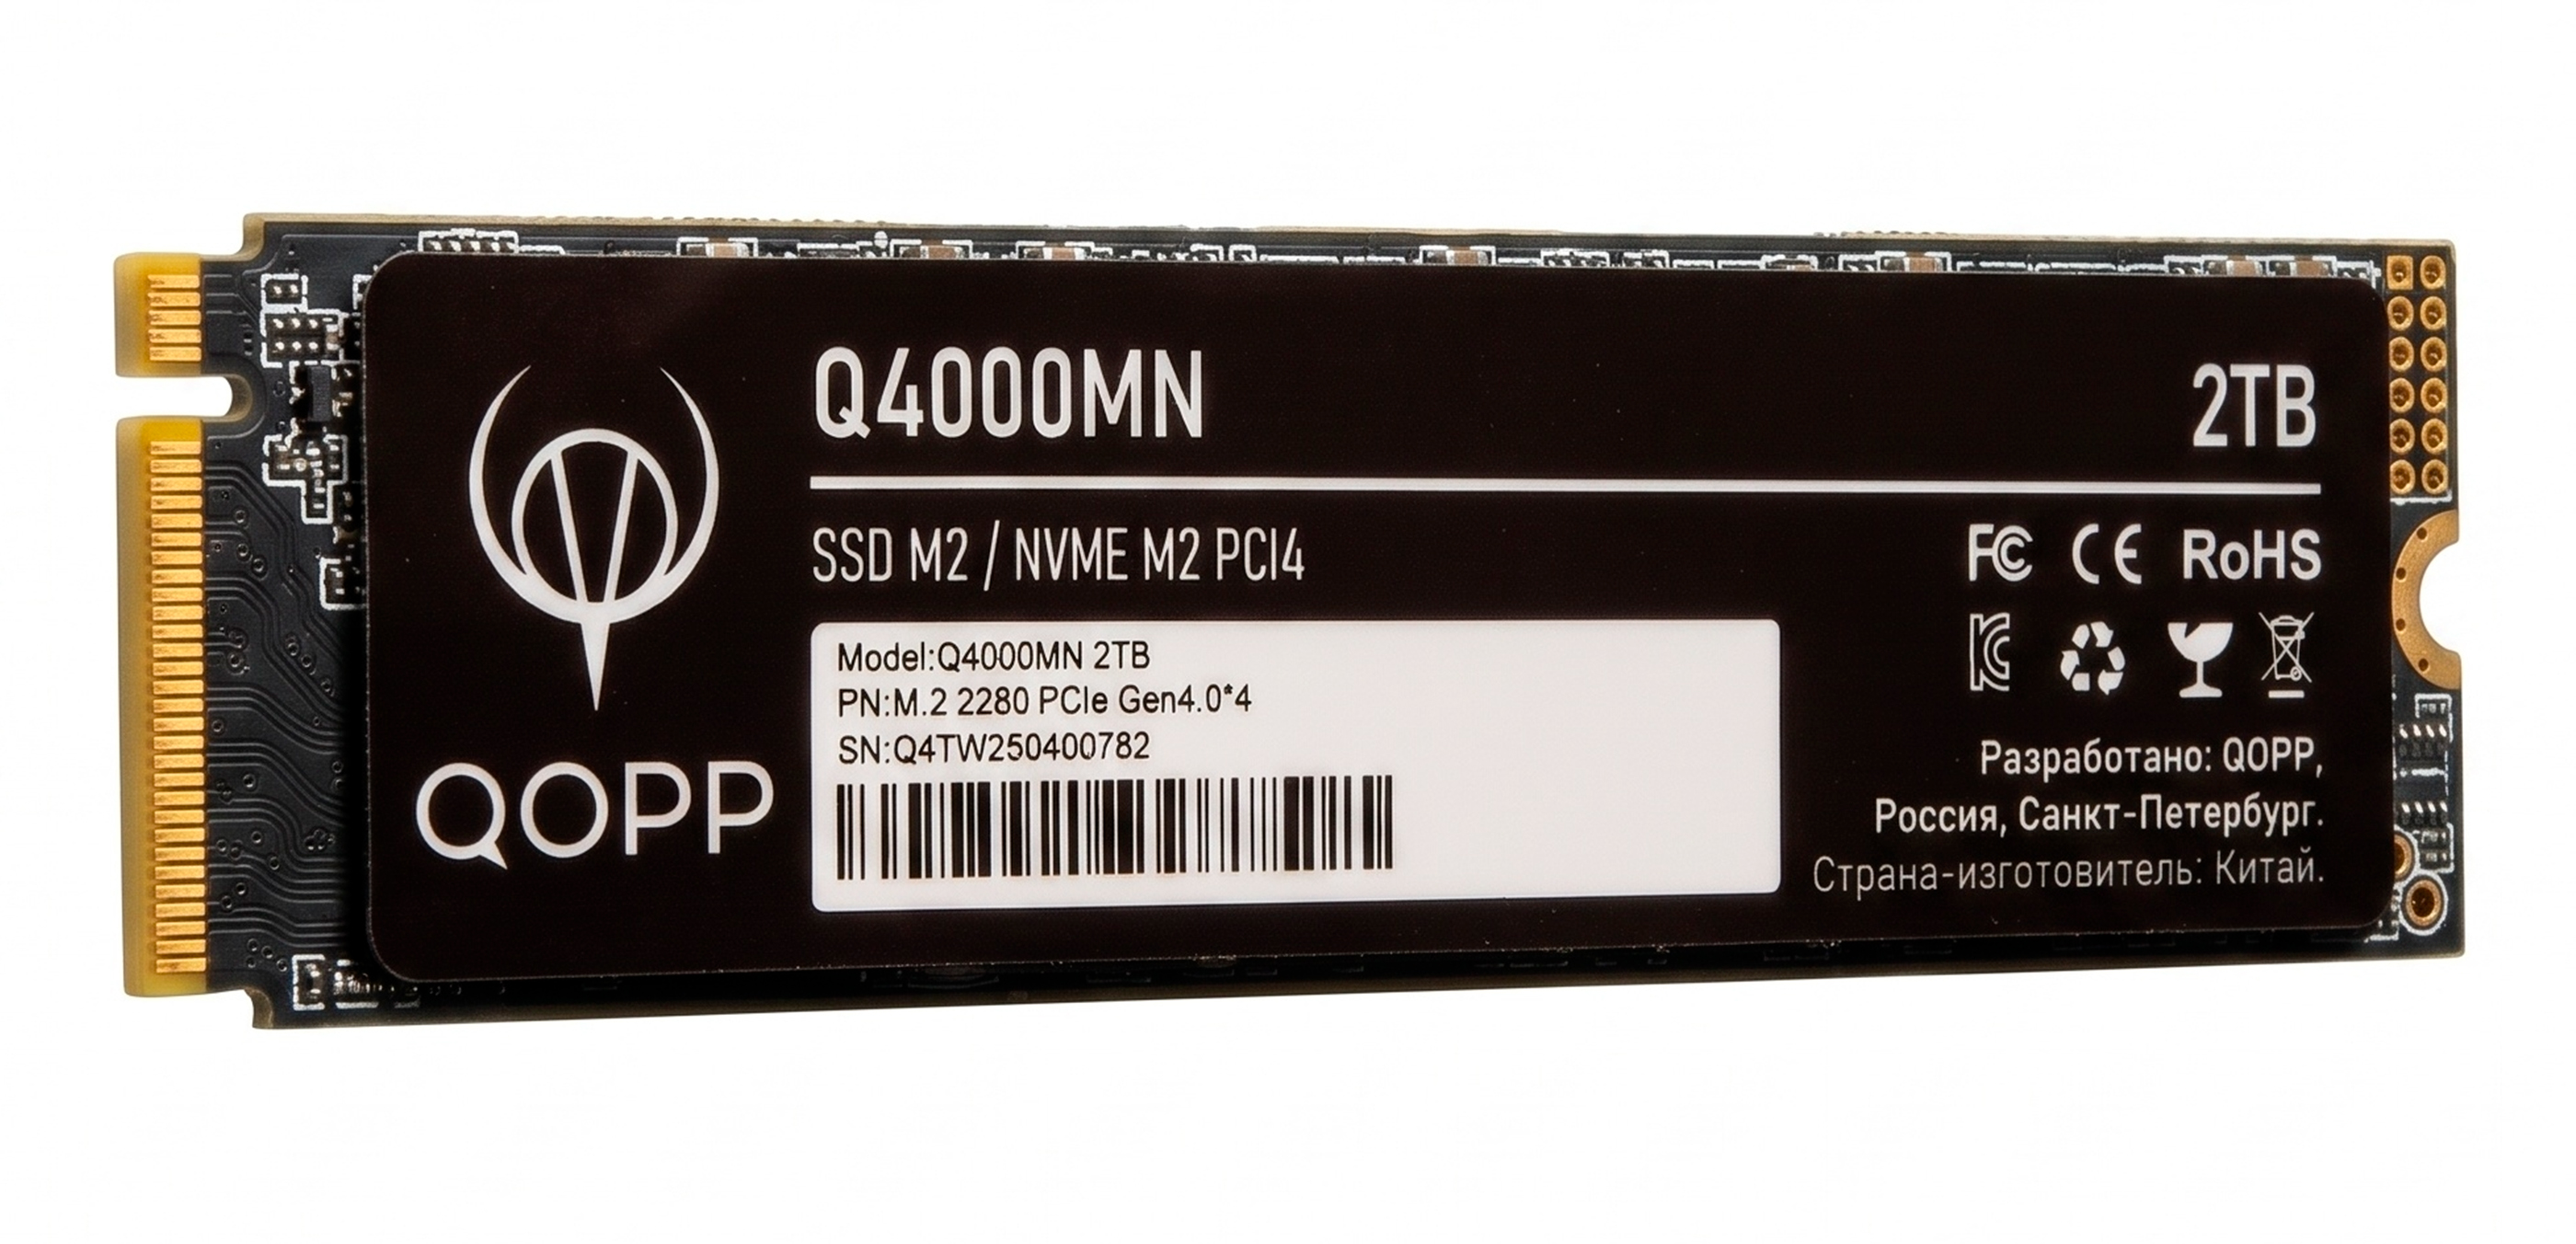 Q4000MN
2TB
SSD M2 / NVME M2 PCI4
FC CE RoHS
Model:Q4000MN 2TB
PN:M.2 2280 PCIe Gen4.0*4
SN:Q4TW250400782
QOPP
Разработано: QOPP,
Россия, Санкт-Петербург.
Страна-изготовитель: Китай.